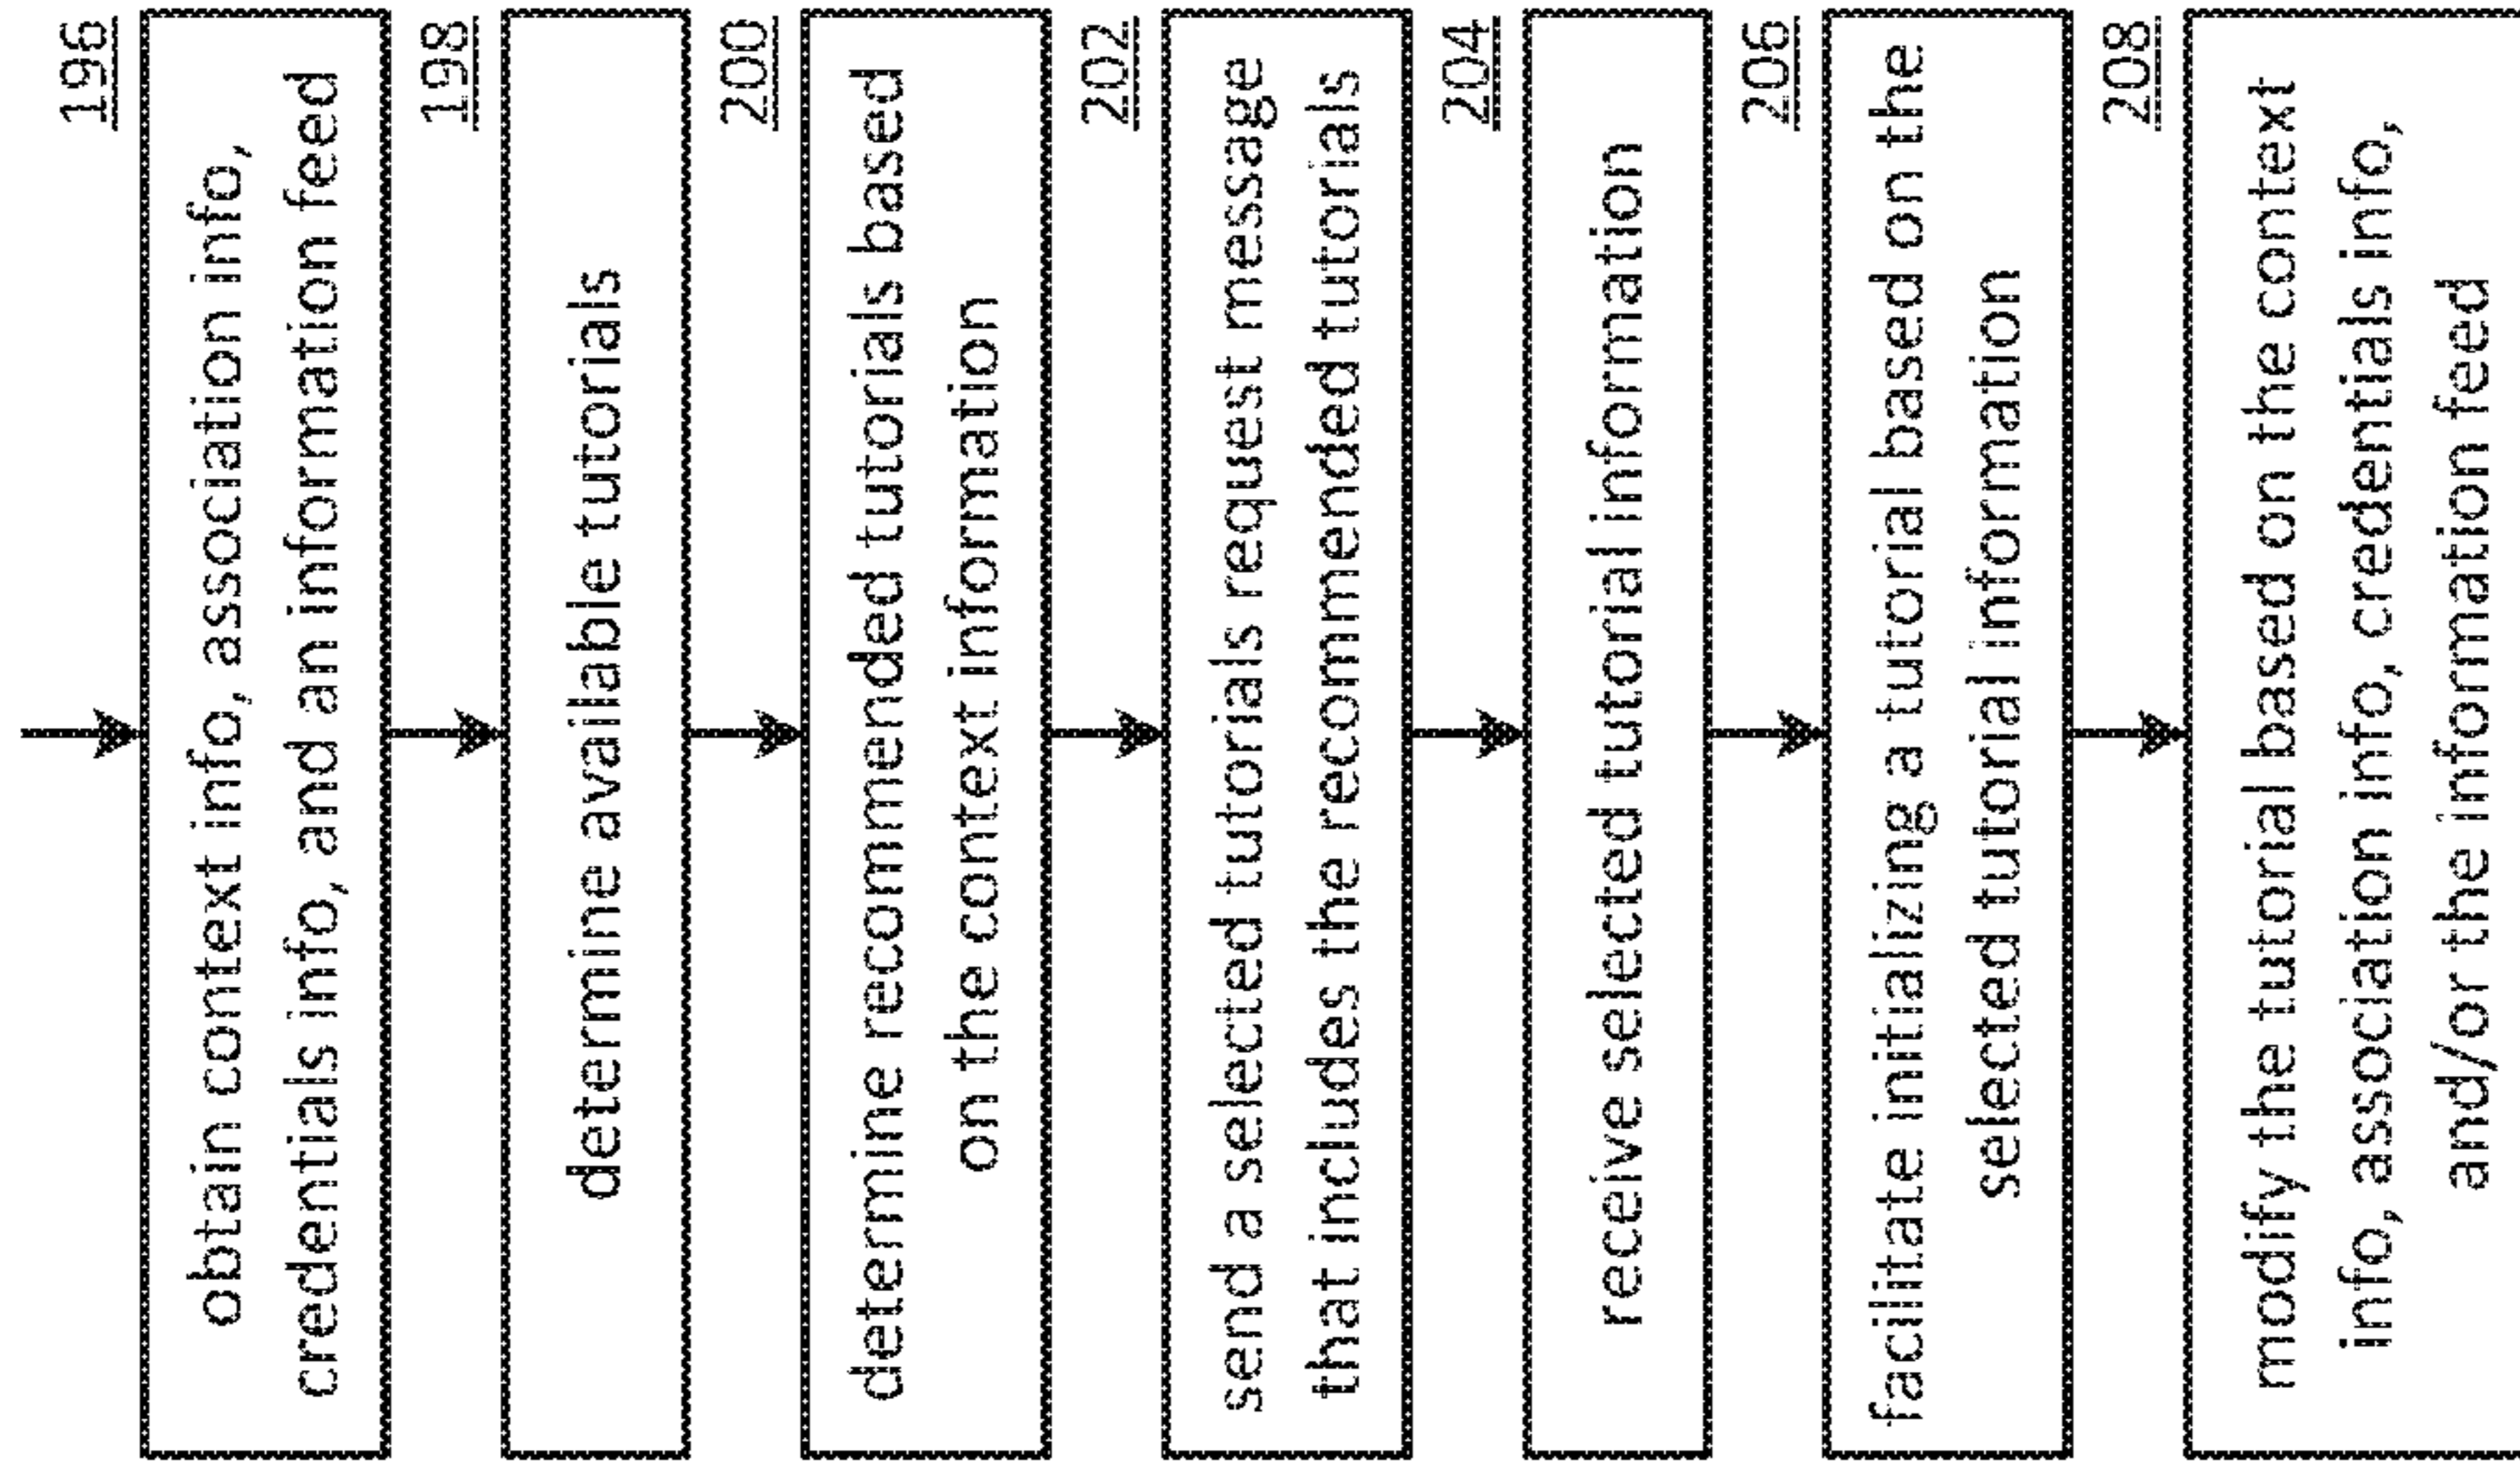 196
obtain context info, association info,
credentials info, and an information feed
198
determine available tutorials
200
determine recommended tutorials based
on the context information
202
send a selected tutorials request message
that includes the recommended tutorials
204
receive selected tutorial information
206
facilitate initializing a tutorial based on the
selected tutorial information
208
modify the tutorial based on the context
info, association info, credentials info,
and/or the information feed